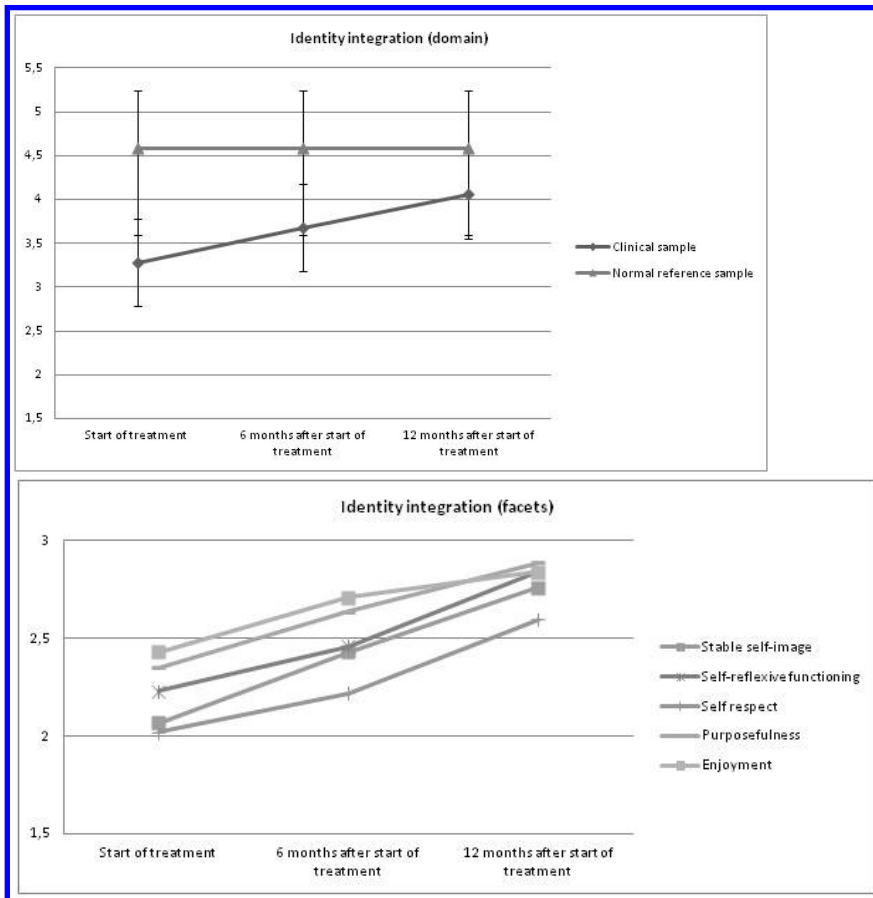 Identity integration (domain)
5,5
5
4,5
4
3,5
3
2,5
2
1,5
Start of treatment
6 months after start of
treatment
12 months after start of
treatment
Clinical sample
Normal reference sample
Identity integration (facets)
3
2,5
2
1,5
Start of treatment
6 months after start of
treatment
12 months after start of
treatment
Stable self-image
Self-reflexive functioning
Self respect
Purposefulness
Enjoyment